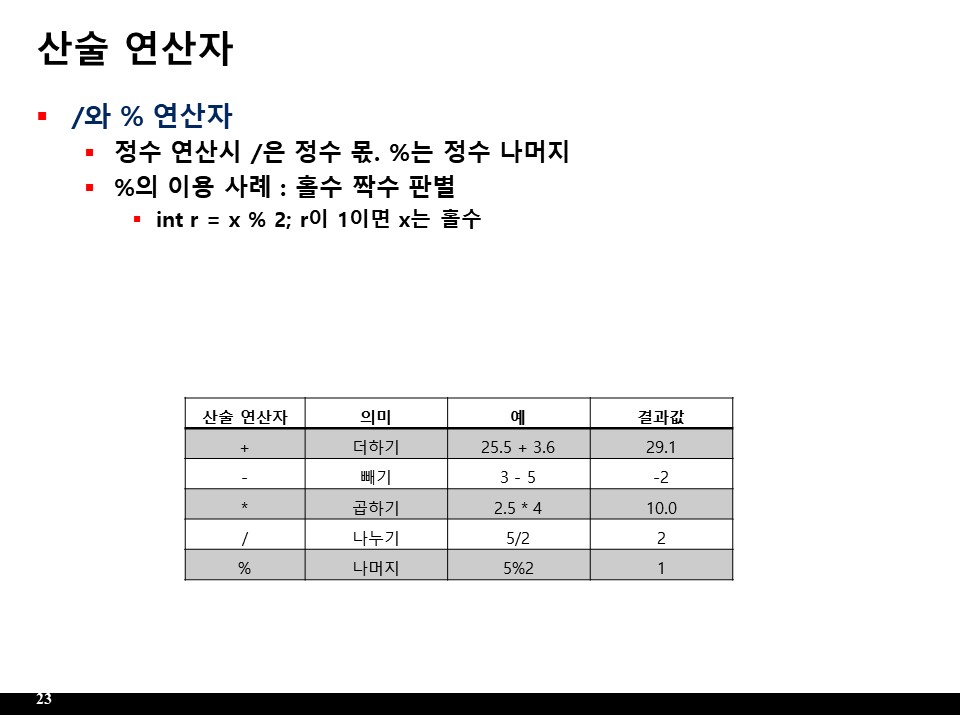 산술 연산자
/와 % 연산자
정수 연산시 /은 정수 몫. %는 정수 나머지
%의 이용 사례 : 홀수 짝수 판별
int r = x % 2; r이 1이면 x는 홀수
산술 연산자 의미 예 결과값
+ 더하기 25.5 + 3.6 29.1
- 빼기 3 - 5 -2
* 곱하기 2.5 * 4 10.0
/ 나누기 5/2 2
% 나머지 5%2 1
23